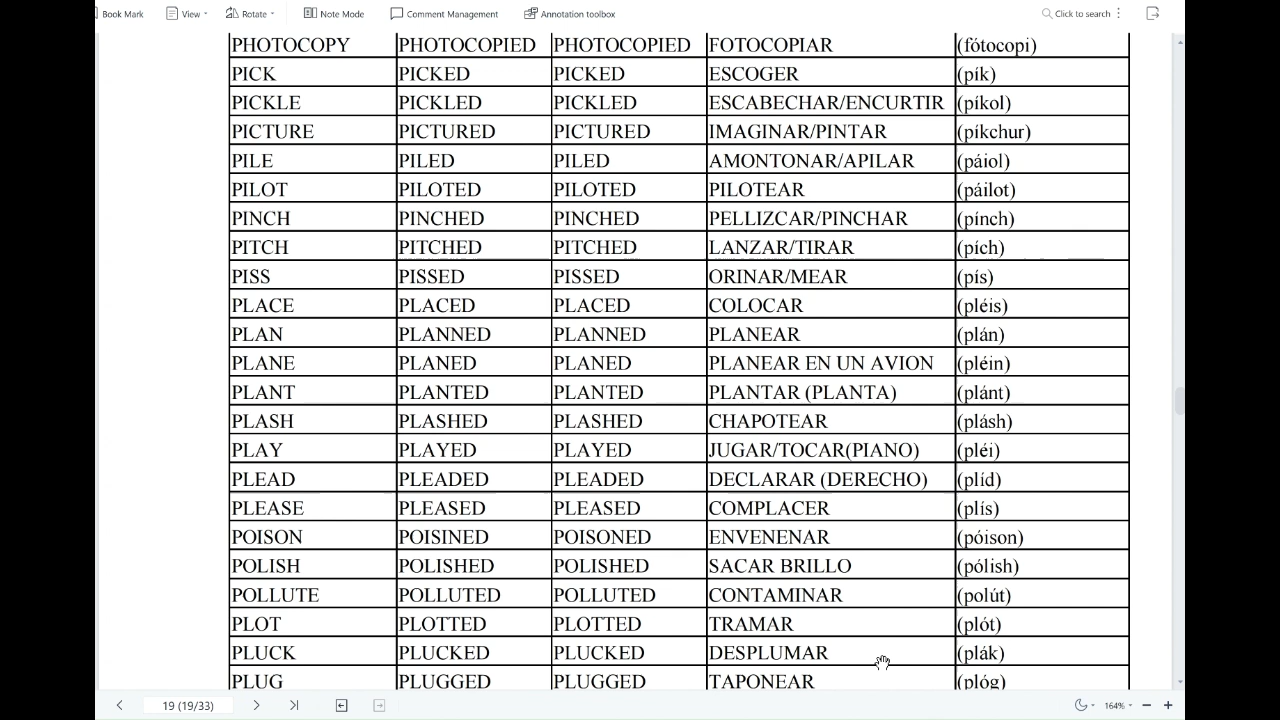 Book Mark View Rotate Note Mode Comment Management Annotation toolbox Click to search
PHOTOCOPY PHOTOCOPIED PHOTOCOPIED FOTOCOPIAR (fótocopi)
PICK PICKED PICKED ESCOGER (pík)
PICKLE PICKLED PICKLED ESCABECHAR/ENCURTIR (píkol)
PICTURE PICTURED PICTURED IMAGINAR/PINTAR (píkchur)
PILE PILED PILED AMONTONAR/APILAR (páiol)
PILOT PILOTED PILOTED PILOTEAR (páilot)
PINCH PINCHED PINCHED PELLIZCAR/PINCHAR (pínch)
PITCH PITCHED PITCHED LANZAR/TIRAR (pích)
PISS PISSED PISSED ORINAR/MEAR (pís)
PLACE PLACED PLACED COLOCAR (pléis)
PLAN PLANNED PLANNED PLANEAR (plán)
PLANE PLANED PLANED PLANEAR EN UN AVION (pléin)
PLANT PLANTED PLANTED PLANTAR (PLANTA) (plánt)
PLASH PLASHED PLASHED CHAPOTEAR (plásh)
PLAY PLAYED PLAYED JUGAR/TOCAR(PIANO) (pléi)
PLEAD PLEADED PLEADED DECLARAR (DERECHO) (plíd)
PLEASE PLEASED PLEASED COMPLACER (plís)
POISON POISINED POISONED ENVENENAR (póison)
POLISH POLISHED POLISHED SACAR BRILLO (pólish)
POLLUTE POLLUTED POLLUTED CONTAMINAR (polút)
PLOT PLOTTED PLOTTED TRAMAR (plót)
PLUCK PLUCKED PLUCKED DESPLUMAR (plák)
PLUG PLUGGED PLUGGED TAPONEAR (plóg)
19 (19/33) 164%